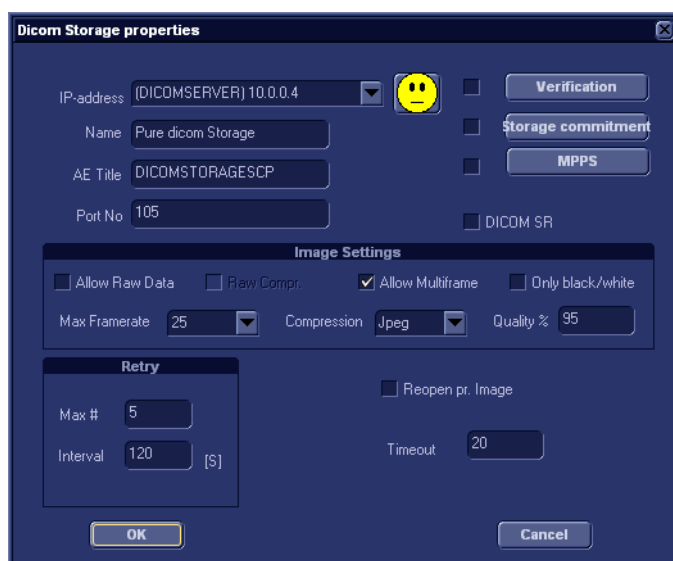 Dicom Storage properties
IP-address (DICOMSERVER) 10.0.0.4
Verification
Name Pure dicom Storage
Storage commitment
AE Title DICOMSTORAGESCP
MPPS
Port No 105
DICOM SR
Image Settings
Allow Raw Data Raw Compr. Allow Multiframe Only black/white
Max Framerate 25 Compression Jpeg Quality % 95
Retry
Reopen pr. Image
Max # 5
Interval 120 [S]
Timeout 20
OK Cancel